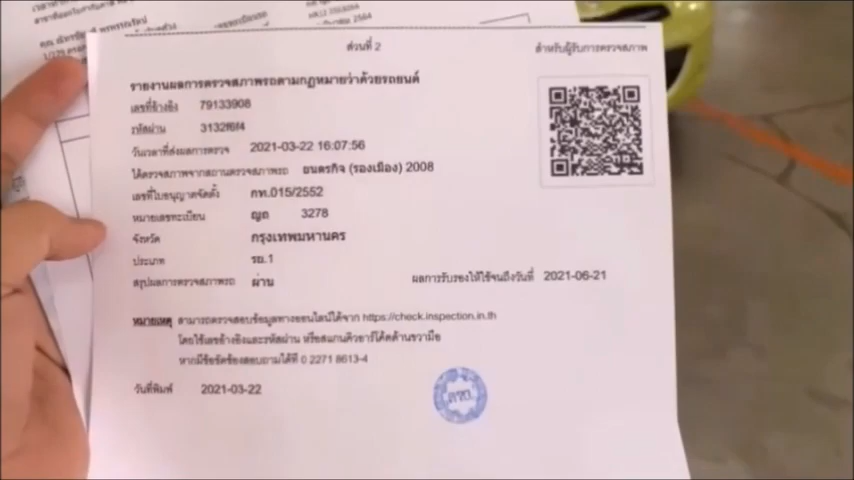 ส่วนที่ 2
สำหรับผู้รับการตรวจสภาพ
รายงานผลการตรวจสภาพรถตามกฎหมายว่าด้วยรถยนต์
เลขที่อ้างอิง 79133908
รหัสผ่าน 3132f6f4
วันเวลาที่ส่งผลการตรวจ 2021-03-22 16:07:56
ได้ตรวจสภาพจากสถานตรวจสภาพรถ ยนตรกิจ (รองเมือง) 2008
เลขที่ใบอนุญาตจัดตั้ง กท.015/2552
หมายเลขทะเบียน ญถ 3278
จังหวัด กรุงเทพมหานคร
ประเภท รย.1
สรุปผลการตรวจสภาพรถ ผ่าน ผลการรับรองให้ใช้จนถึงวันที่ 2021-06-21
หมายเหตุ สามารถตรวจสอบข้อมูลทางออนไลน์ได้จาก https://check.inspection.in.th
โดยใช้เลขอ้างอิงและรหัสผ่าน หรือสแกนคิวอาร์โค้ดด้านขวามือ
หากมีข้อขัดข้องสอบถามได้ที่ 0 2271 8613-4
วันที่พิมพ์ 2021-03-22
ตรอ.